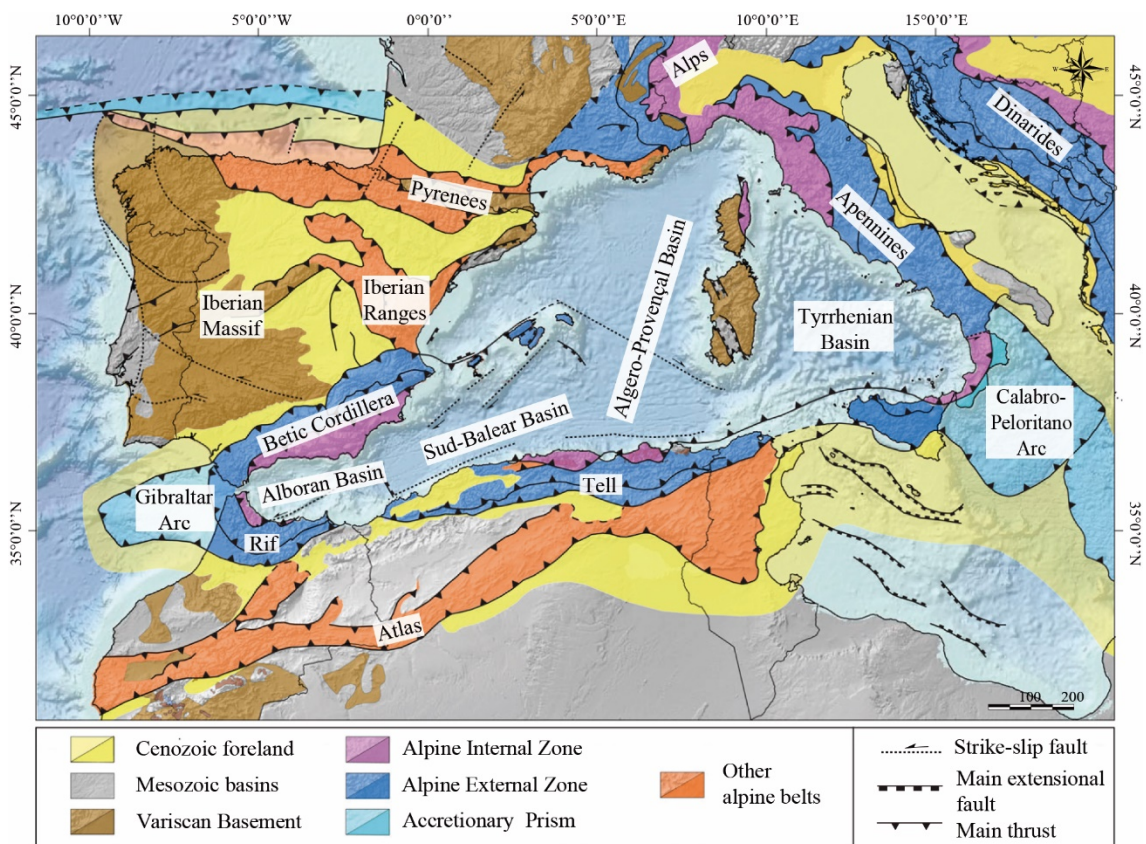 10°0'0''W
5°0'0''W
0°0'0''
5°0'0''E
10°0'0''E
15°0'0''E
45°0'0''N
40°0'0''N
35°0'0''N
45°0'0''N
40°0'0''N
35°0'0''N
Alps
Dinarides
Pyrenees
Apennines
Iberian
Massif
Iberian
Ranges
Algero-Provençal Basin
Tyrrhenian
Basin
Betic Cordillera
Sud-Balear Basin
Calabro-
Peloritano
Arc
Gibraltar
Arc
Alboran Basin
Tell
Rif
Atlas
100 200
Cenozoic foreland
Mesozoic basins
Variscan Basement
Alpine Internal Zone
Alpine External Zone
Accretionary Prism
Other
alpine belts
Strike-slip fault
Main extensional
fault
Main thrust